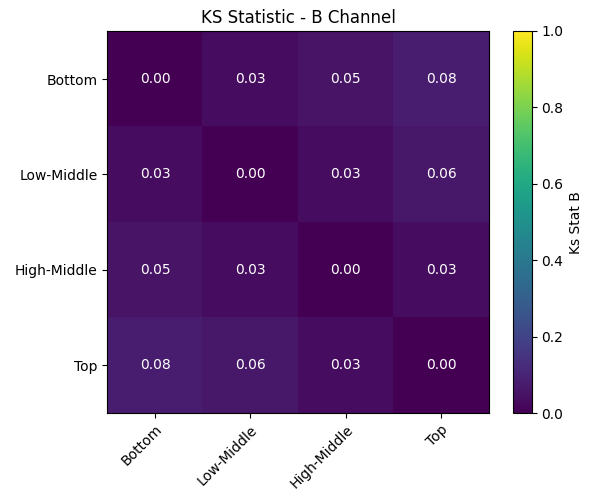 KS Statistic - B Channel
Bottom 0.00 0.03 0.05 0.08
Low-Middle 0.03 0.00 0.03 0.06
High-Middle 0.05 0.03 0.00 0.03
Top 0.08 0.06 0.03 0.00
Bottom Low-Middle High-Middle Top
1.0
0.8
0.6
0.4
0.2
0.0
Ks Stat B